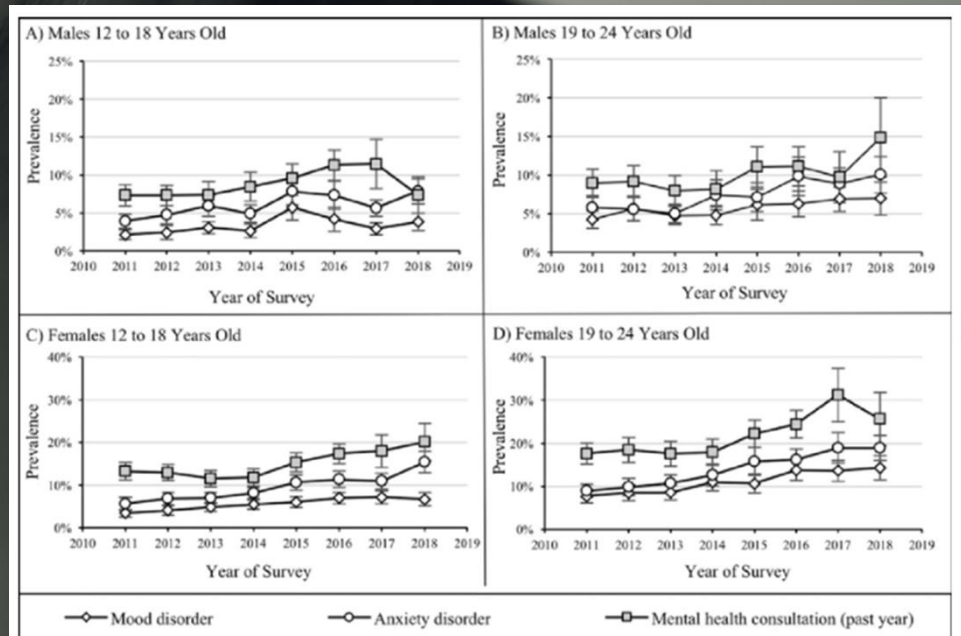 A) Males 12 to 18 Years Old
25%
20%
15%
10%
5%
0%
Prevalence
2010 2011 2012 2013 2014 2015 2016 2017 2018 2019
Year of Survey
B) Males 19 to 24 Years Old
25%
20%
15%
10%
5%
0%
Prevalence
2010 2011 2012 2013 2014 2015 2016 2017 2018 2019
Year of Survey
C) Females 12 to 18 Years Old
40%
30%
20%
10%
0%
Prevalence
2010 2011 2012 2013 2014 2015 2016 2017 2018 2019
Year of Survey
D) Females 19 to 24 Years Old
40%
30%
20%
10%
0%
Prevalence
2010 2011 2012 2013 2014 2015 2016 2017 2018 2019
Year of Survey
Mood disorder Anxiety disorder Mental health consultation (past year)